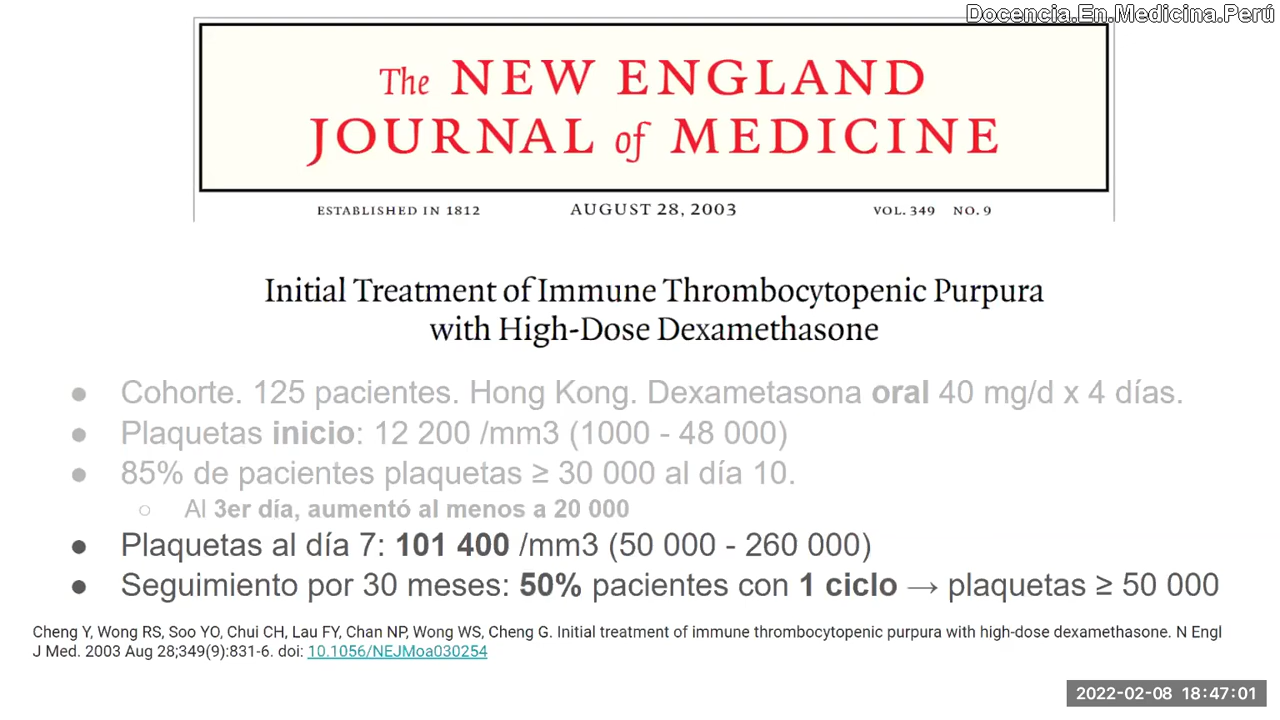 Docencia.En.Medicina.Perú
The NEW ENGLAND
JOURNAL of MEDICINE
ESTABLISHED IN 1812 AUGUST 28, 2003 VOL. 349 NO. 9
Initial Treatment of Immune Thrombocytopenic Purpura
with High-Dose Dexamethasone
● Cohorte. 125 pacientes. Hong Kong. Dexametasona oral 40 mg/d x 4 días.
● Plaquetas inicio: 12 200 /mm3 (1000 - 48 000)
● 85% de pacientes plaquetas ≥ 30 000 al día 10.
○ Al 3er día, aumentó al menos a 20 000
● Plaquetas al día 7: 101 400 /mm3 (50 000 - 260 000)
● Seguimiento por 30 meses: 50% pacientes con 1 ciclo → plaquetas ≥ 50 000
Cheng Y, Wong RS, Soo YO, Chui CH, Lau FY, Chan NP, Wong WS, Cheng G. Initial treatment of immune thrombocytopenic purpura with high-dose dexamethasone. N Engl
J Med. 2003 Aug 28;349(9):831-6. doi: 10.1056/NEJMoa030254
2022-02-08 18:47:01